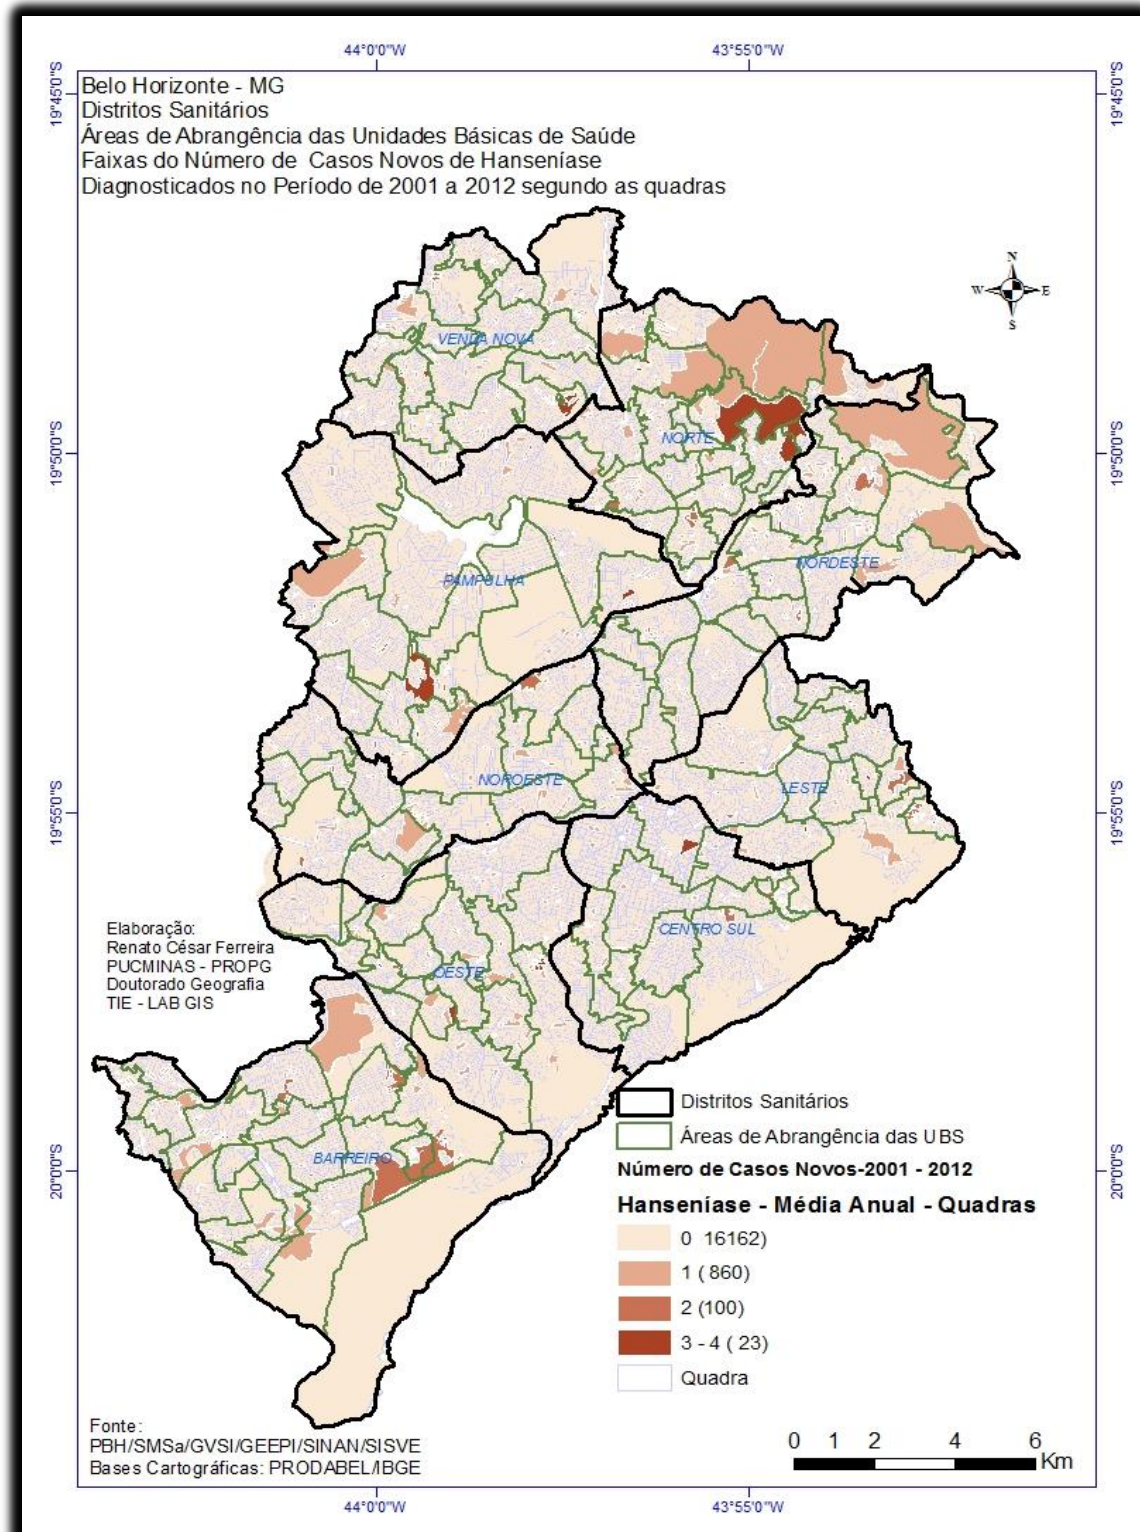 44°0'0"W
43°55'0"W
19°45'0"S
19°45'0"S
Belo Horizonte - MG
Distritos Sanitários
Áreas de Abrangência das Unidades Básicas de Saúde
Faixas do Número de Casos Novos de Hanseníase
Diagnosticados no Período de 2001 a 2012 segundo as quadras
N
W
E
S
VENDA NOVA
NORTE
19°50'0"S
19°50'0"S
NORDESTE
PAMPULHA
NOROESTE
LESTE
19°55'0"S
19°55'0"S
CENTRO SUL
OESTE
Elaboração:
Renato César Ferreira
PUCMINAS - PROPG
Doutorado Geografia
TIE - LAB GIS
BARREIRO
20°0'0"S
20°0'0"S
Distritos Sanitários
Áreas de Abrangência das UBS
Número de Casos Novos-2001 - 2012
Hanseníase - Média Anual - Quadras
0 16162)
1 ( 860)
2 (100)
3 - 4 ( 23)
Quadra
Fonte:
PBH/SMSa/GVSI/GEEPI/SINAN/SISVE
Bases Cartográficas: PRODABEL/IBGE
0 1 2 4 6
Km
44°0'0"W
43°55'0"W